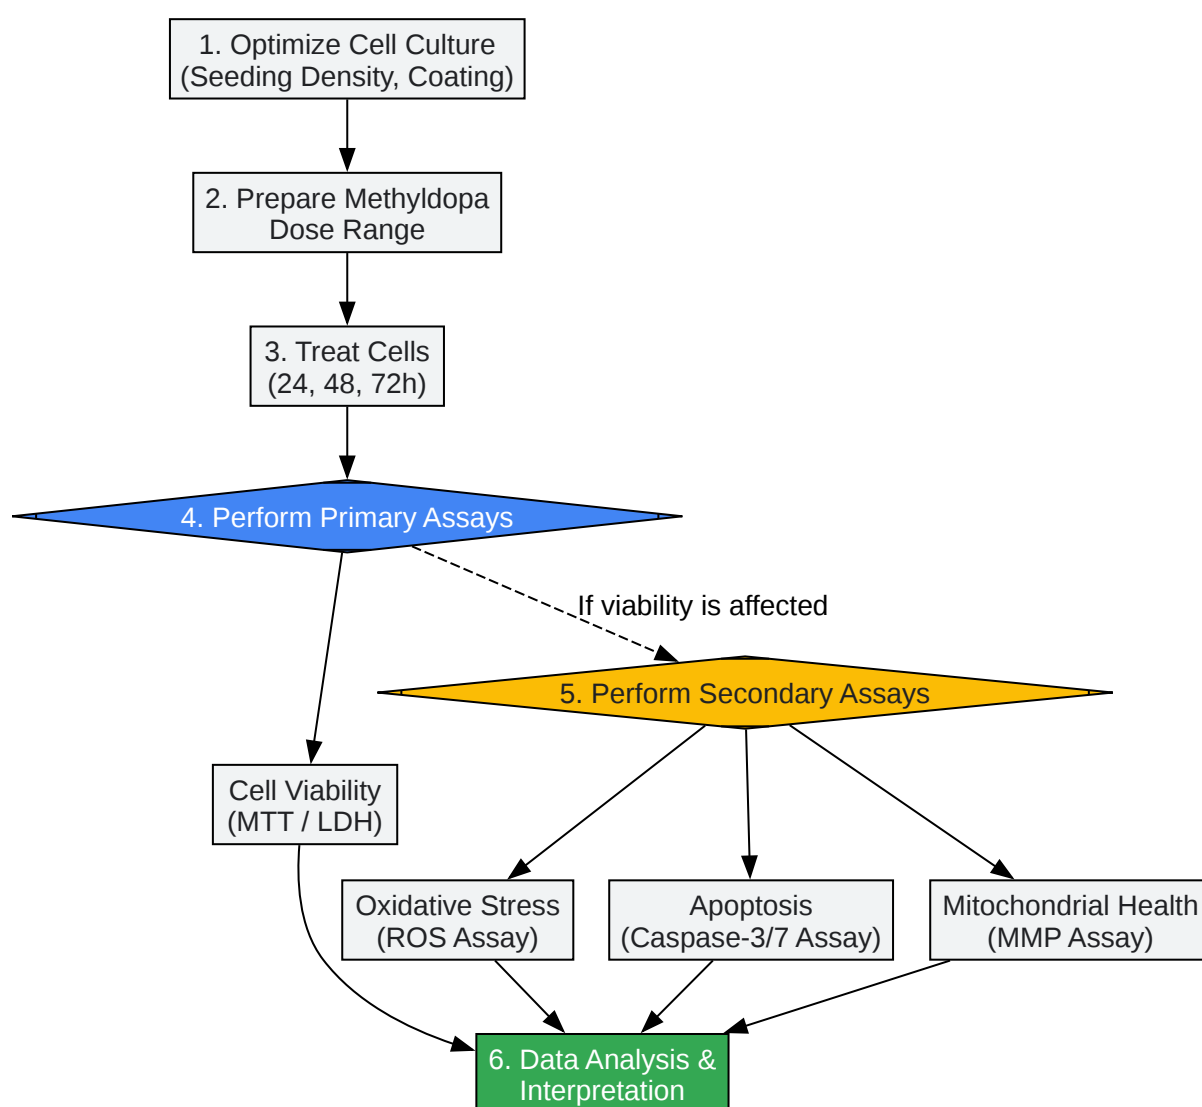 1. Optimize Cell Culture
(Seeding Density, Coating)
2. Prepare Methyldopa
Dose Range
3. Treat Cells
(24, 48, 72h)
4. Perform Primary Assays
If viability is affected
5. Perform Secondary Assays
Cell Viability
(MTT / LDH)
Oxidative Stress
(ROS Assay)
Apoptosis
(Caspase-3/7 Assay)
Mitochondrial Health
(MMP Assay)
6. Data Analysis &
Interpretation